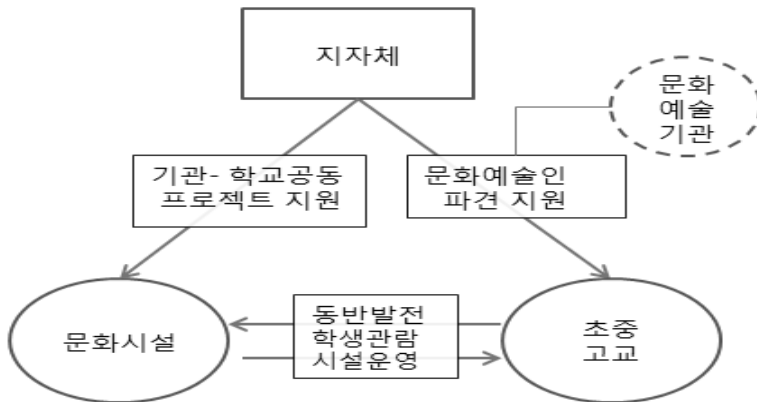 지자체
문화
예술
기관
기관- 학교공동
프로젝트 지원
문화예술인
파견 지원
문화시설
동반발전
학생관람
시설운영
초중
고교